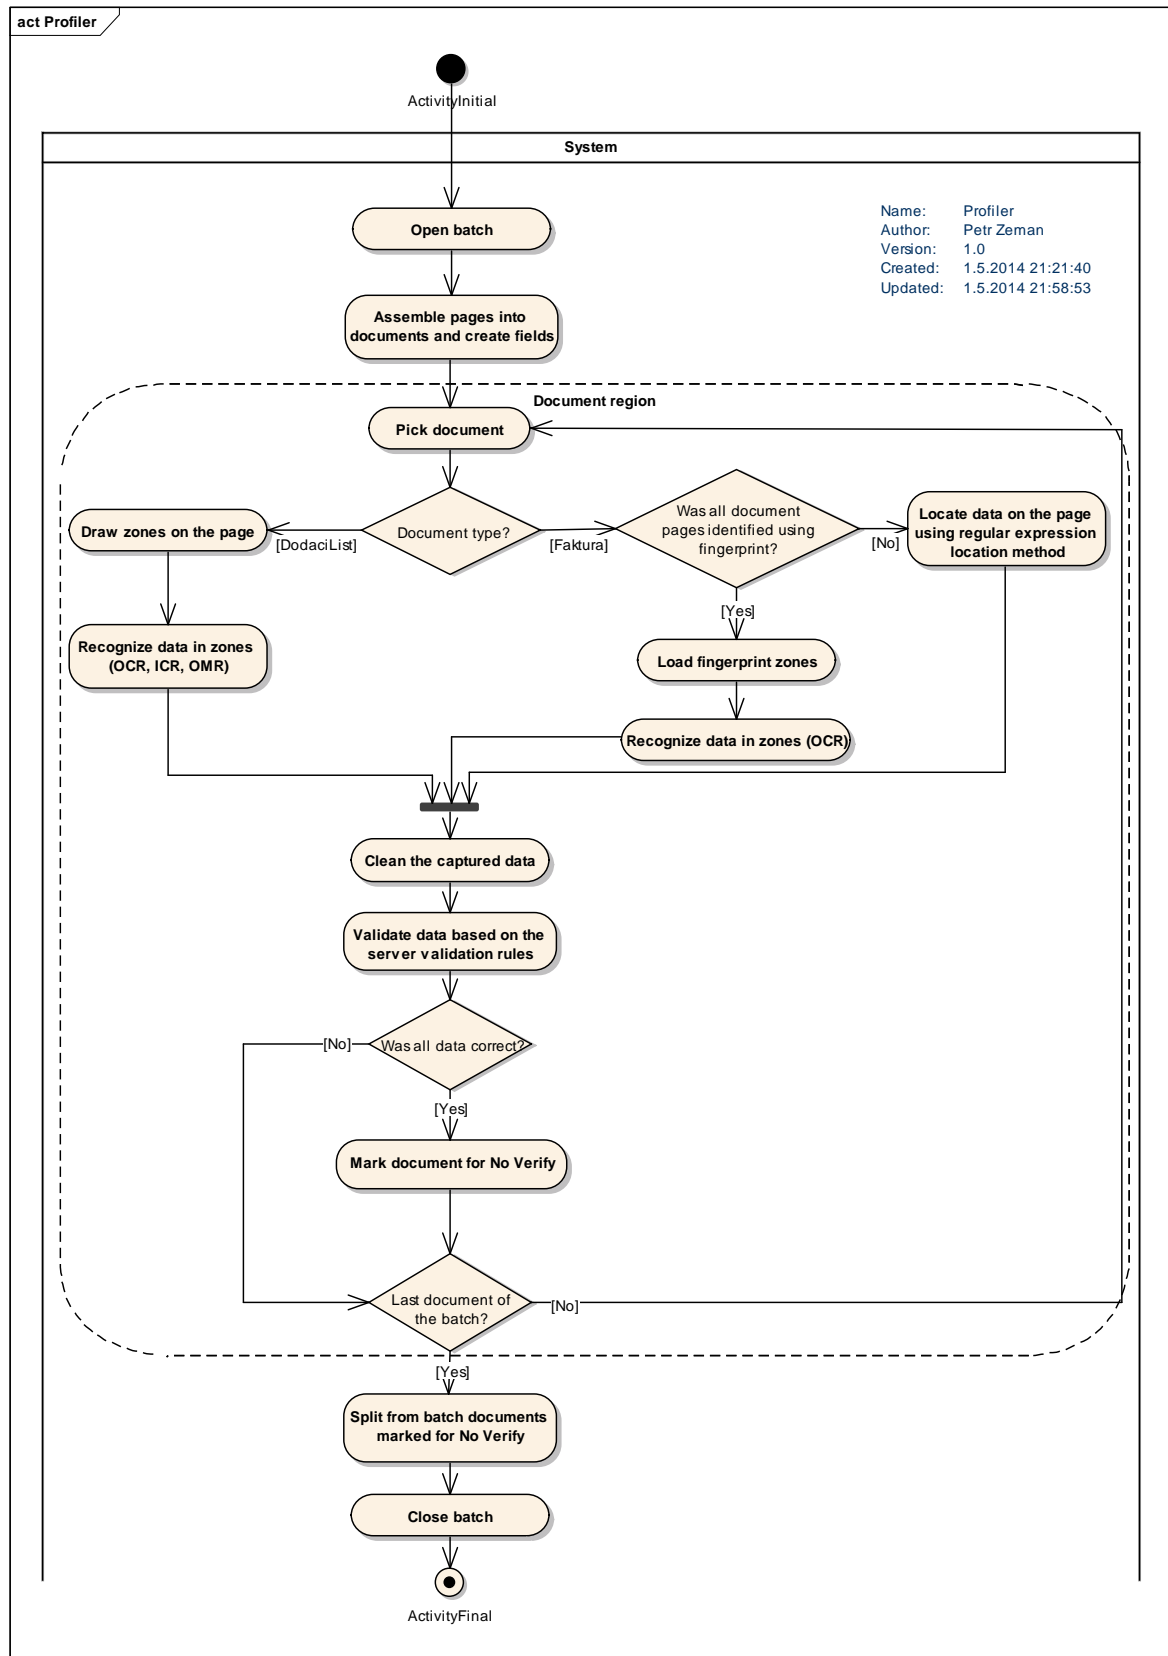 act Profiler
ActivityInitial
System
Name: Profiler
Author: Petr Zeman
Version: 1.0
Created: 1.5.2014 21:21:40
Updated: 1.5.2014 21:58:53
Open batch
Assemble pages into
documents and create fields
Document region
Pick document
Document type?
[DodaciList]
[Faktura]
Draw zones on the page
Recognize data in zones
(OCR, ICR, OMR)
Was all document
pages identified using
fingerprint?
[No]
[Yes]
Locate data on the page
using regular expression
location method
Load fingerprint zones
Recognize data in zones (OCR)
Clean the captured data
Validate data based on the
server validation rules
Was all data correct?
[No]
[Yes]
Mark document for No Verify
Last document of
the batch?
[No]
[Yes]
Split from batch documents
marked for No Verify
Close batch
ActivityFinal